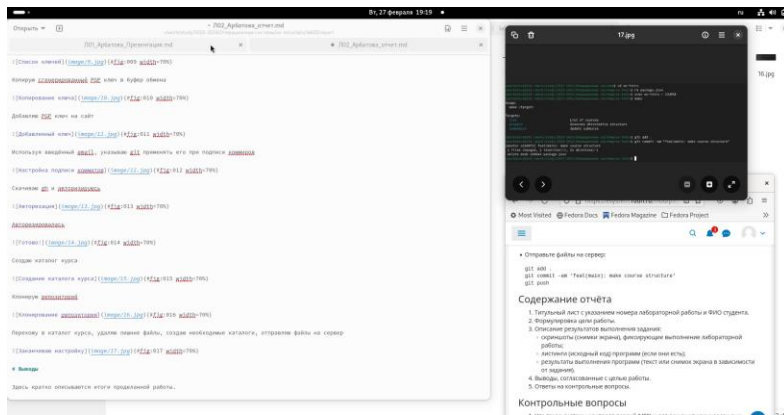 Вт, 27 февраля 19:19
ru
Открыть
• Л02_Арбатова_отчет.md
Л01_Арбатова_Презентация.md
• Л02_Арбатова_отчет.md
![Список ключей](image/9.jpg){#fig:009 width=70%}
Копируем сгенерированный PGP ключ в буфер обмена
![Копирование ключа](image/10.jpg){#fig:010 width=70%}
Добавляем PGP ключ на сайт
![Добавленный ключ](image/12.jpg){#fig:011 width=70%}
Используя введённый email, указываю git применять его при подписи коммитов
![Настройка подписи коммитов](image/12.jpg){#fig:012 width=70%}
Скачиваю gh и авторизируюсь
![Авторизация](image/13.jpg){#fig:013 width=70%}
Авторизировалась
![Готово!](image/14.jpg){#fig:014 width=70%}
Создаю каталог курса
![Создание каталога курса](image/15.jpg){#fig:015 width=70%}
Клонирую репозиторий
![Клонирование репозитория](image/16.jpg){#fig:016 width=70%}
Перехожу в каталог курса, удаляю лишние файлы, создаю необходимые каталоги, отправляю файлы на сервер
![Заканчиваю настройку](image/17.jpg){#fig:017 width=70%}
# Выводы
Здесь кратко описываются итоги проделанной работы.
17.jpg
16.jpg
Most Visited
Fedora Docs
Fedora Magazine
Fedora Project
• Отправьте файлы на сервер:
git add .
git commit -am 'feat(main): make course structure'
git push
Содержание отчёта
1. Титульный лист с указанием номера лабораторной работы и ФИО студента.
2. Формулировка цели работы.
3. Описание результатов выполнения задания:
- скриншоты (снимки экрана), фиксирующие выполнение лабораторной
работы;
- листинги (исходный код) программ (если они есть);
- результаты выполнения программ (текст или снимок экрана в зависимости
от задания).
4. Выводы, согласованные с целью работы.
5. Ответы на контрольные вопросы.
Контрольные вопросы